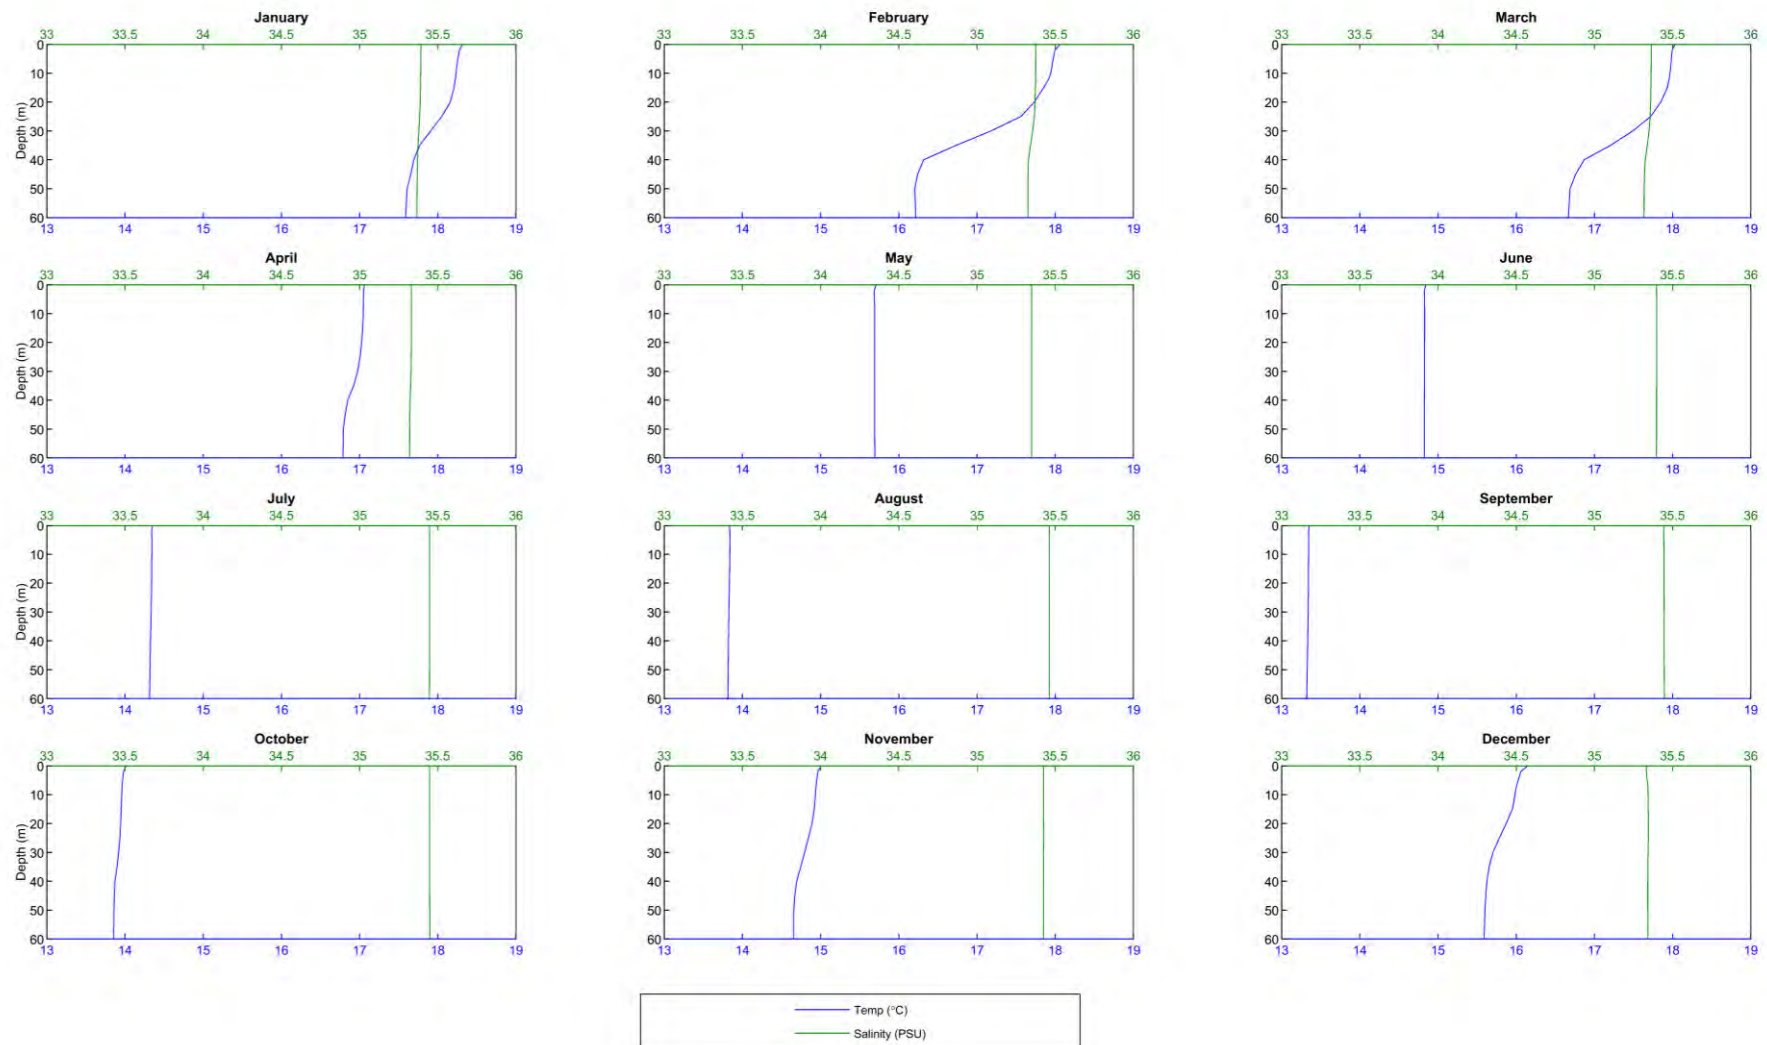 January February March
33 33.5 34 34.5 35 35.5 36 33 33.5 34 34.5 35 35.5 36 33 33.5 34 34.5 35 35.5 36
0 0 0
10 10 10
20 20 20
30 30 30
40 40 40
50 50 50
60 60 60
Depth (m)
13 14 15 16 17 18 19 13 14 15 16 17 18 19 13 14 15 16 17 18 19
April May June
33 33.5 34 34.5 35 35.5 36 33 33.5 34 34.5 35 35.5 36 33 33.5 34 34.5 35 35.5 36
0 0 0
10 10 10
20 20 20
30 30 30
40 40 40
50 50 50
60 60 60
Depth (m)
13 14 15 16 17 18 19 13 14 15 16 17 18 19 13 14 15 16 17 18 19
July August September
33 33.5 34 34.5 35 35.5 36 33 33.5 34 34.5 35 35.5 36 33 33.5 34 34.5 35 35.5 36
0 0 0
10 10 10
20 20 20
30 30 30
40 40 40
50 50 50
60 60 60
Depth (m)
13 14 15 16 17 18 19 13 14 15 16 17 18 19 13 14 15 16 17 18 19
October November December
33 33.5 34 34.5 35 35.5 36 33 33.5 34 34.5 35 35.5 36 33 33.5 34 34.5 35 35.5 36
0 0 0
10 10 10
20 20 20
30 30 30
40 40 40
50 50 50
60 60 60
Depth (m)
13 14 15 16 17 18 19 13 14 15 16 17 18 19 13 14 15 16 17 18 19
Temp (°C)
Salinity (PSU)